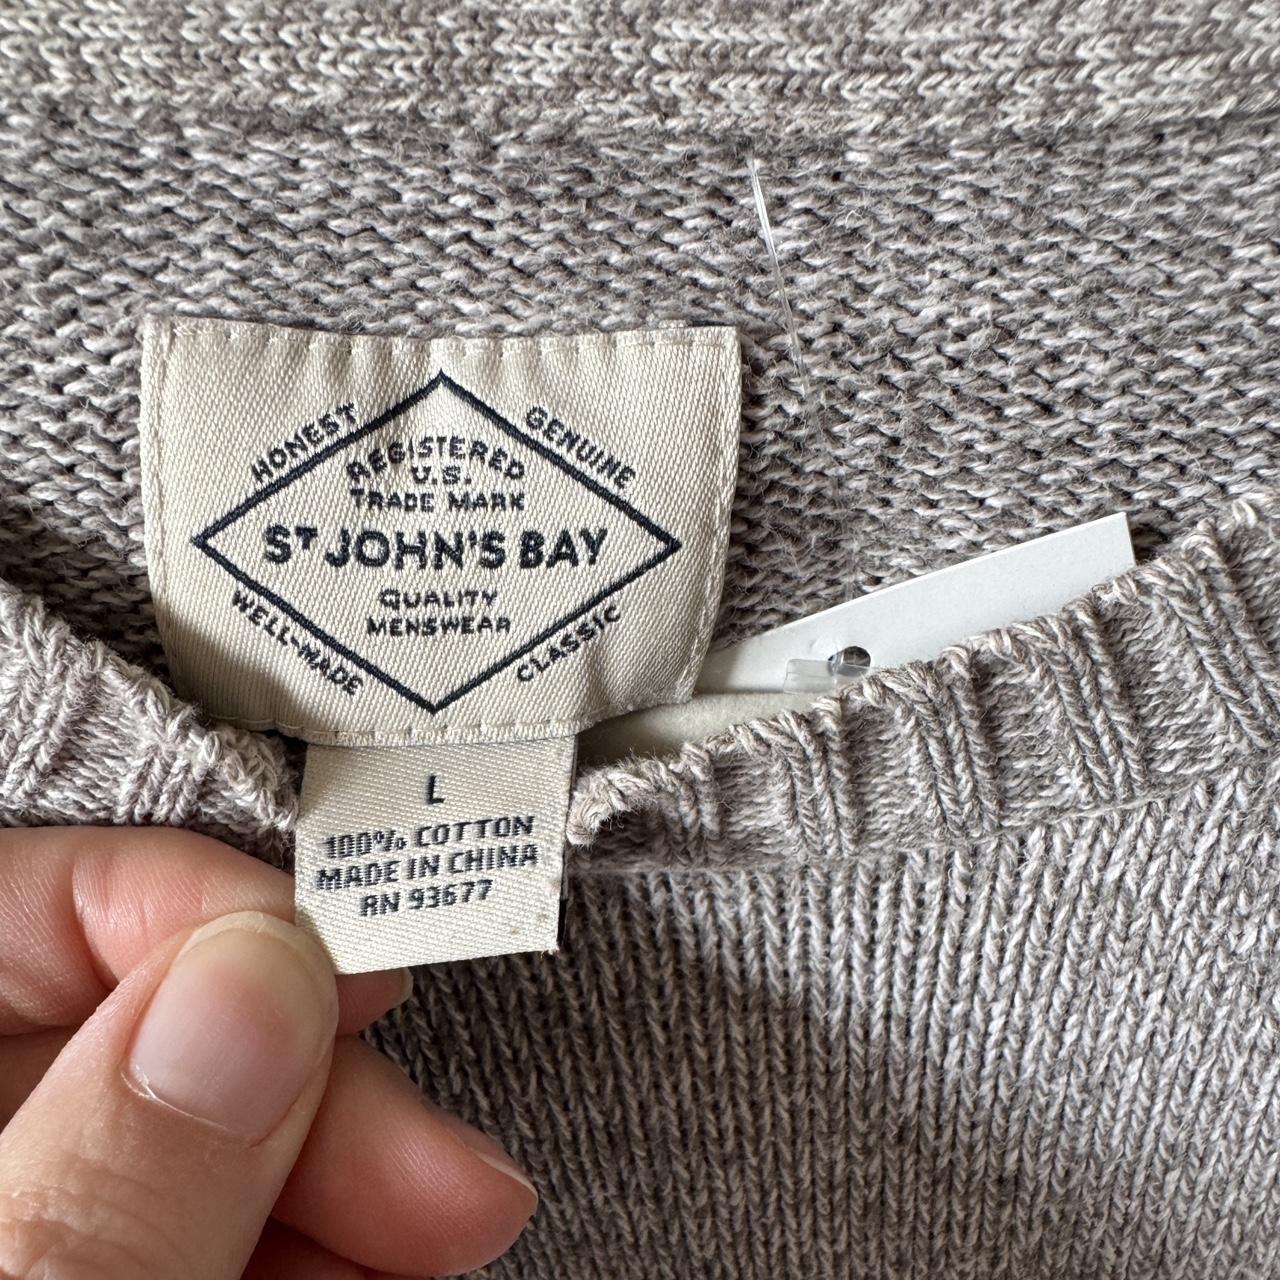 HONEST
GENUINE
REGISTERED
U.S.
TRADE MARK
ST JOHN'S BAY
QUALITY
MENSWEAR
WELL-MADE
CLASSIC
L
100% COTTON
MADE IN CHINA
RN 93677